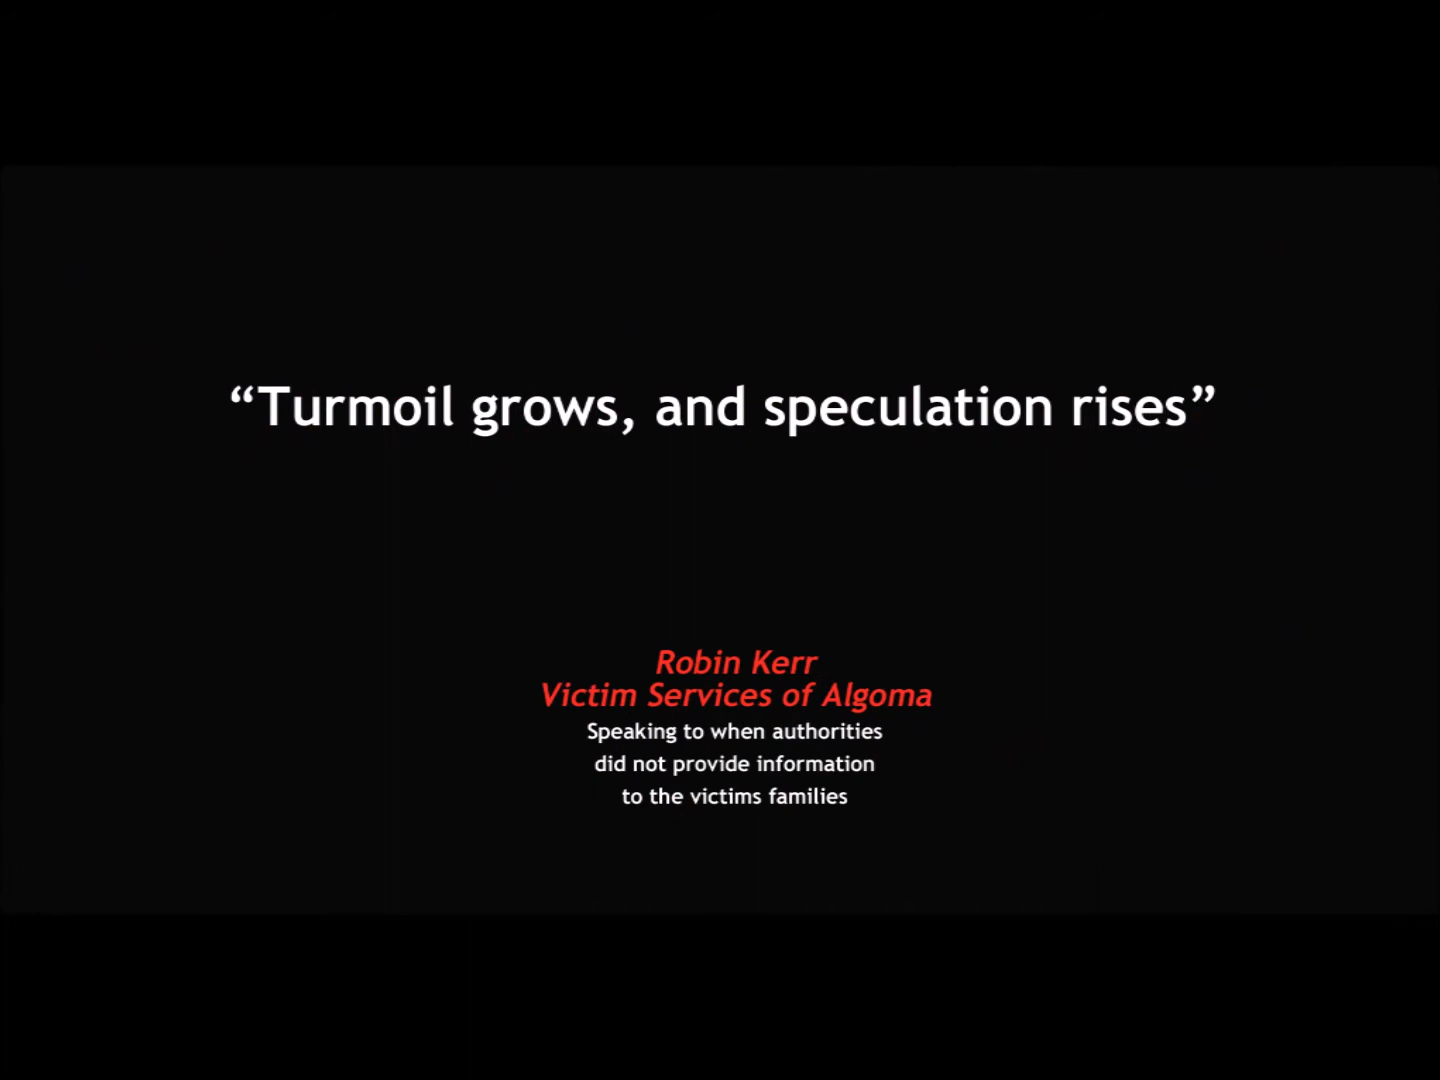 “Turmoil grows, and speculation rises”
Robin Kerr
Victim Services of Algoma
Speaking to when authorities
did not provide information
to the victims families